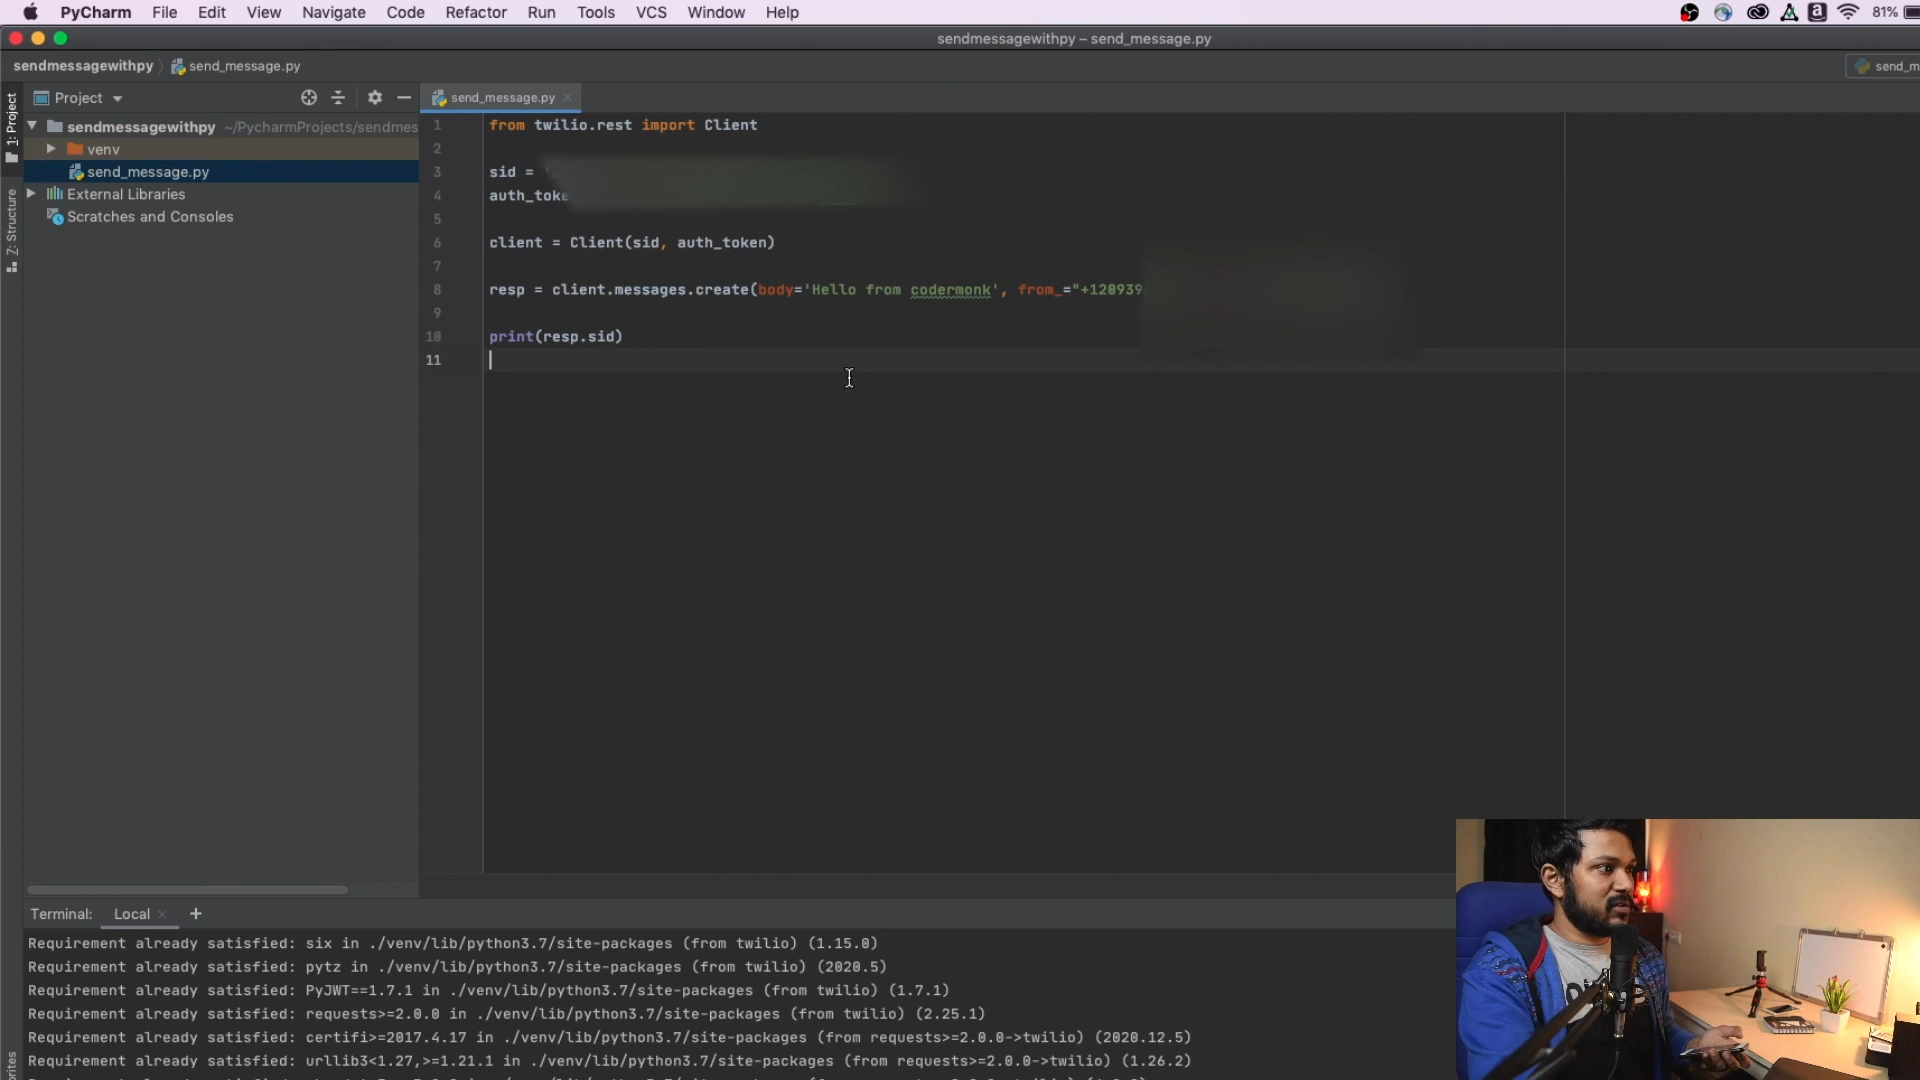 PyCharm File Edit View Navigate Code Refactor Run Tools VCS Window Help 81%
sendmessagewithpy – send_message.py
sendmessagewithpy send_message.py send_m
1: Project
Project
send_message.py
sendmessagewithpy ~/PycharmProjects/sendmes
venv
send_message.py
External Libraries
Scratches and Consoles
Z: Structure
1 from twilio.rest import Client
2
3 sid =
4 auth_toke
5
6 client = Client(sid, auth_token)
7
8 resp = client.messages.create(body='Hello from codermonk', from_="+120939
9
10 print(resp.sid)
11
Terminal: Local +
Requirement already satisfied: six in ./venv/lib/python3.7/site-packages (from twilio) (1.15.0)
Requirement already satisfied: pytz in ./venv/lib/python3.7/site-packages (from twilio) (2020.5)
Requirement already satisfied: PyJWT==1.7.1 in ./venv/lib/python3.7/site-packages (from twilio) (1.7.1)
Requirement already satisfied: requests>=2.0.0 in ./venv/lib/python3.7/site-packages (from twilio) (2.25.1)
Requirement already satisfied: certifi>=2017.4.17 in ./venv/lib/python3.7/site-packages (from requests>=2.0.0->twilio) (2020.12.5)
Requirement already satisfied: urllib3<1.27,>=1.21.1 in ./venv/lib/python3.7/site-packages (from requests>=2.0.0->twilio) (1.26.2)